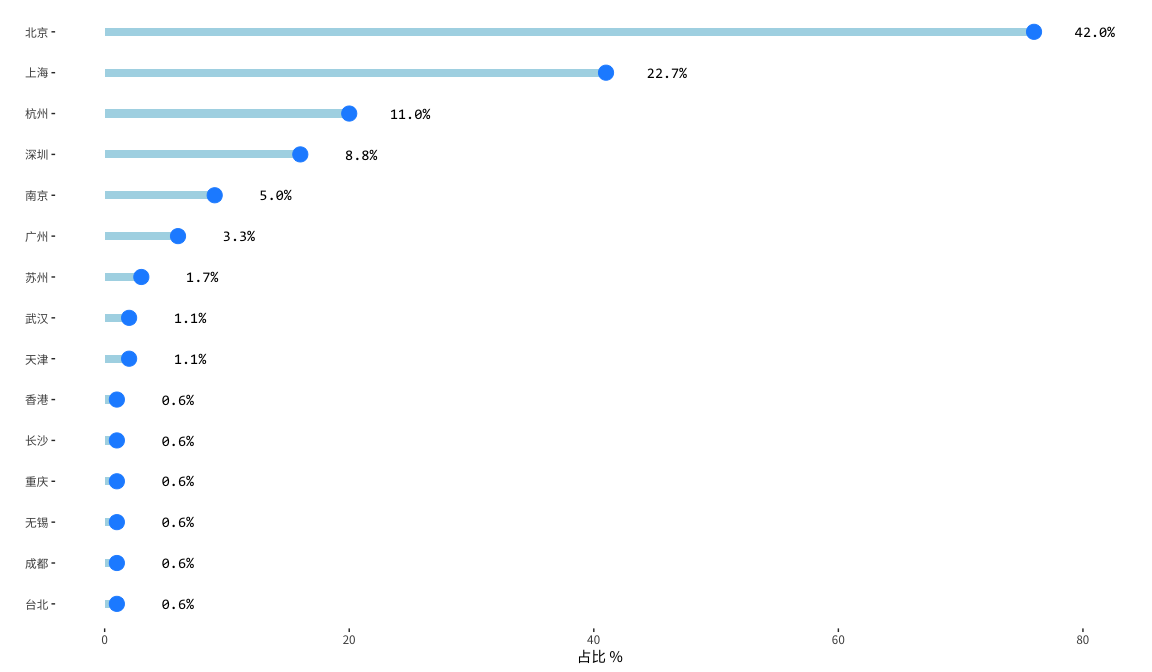 北京 42.0%
上海 22.7%
杭州 11.0%
深圳 8.8%
南京 5.0%
广州 3.3%
苏州 1.7%
武汉 1.1%
天津 1.1%
香港 0.6%
长沙 0.6%
重庆 0.6%
无锡 0.6%
成都 0.6%
台北 0.6%
0 20 40 60 80
占比 %